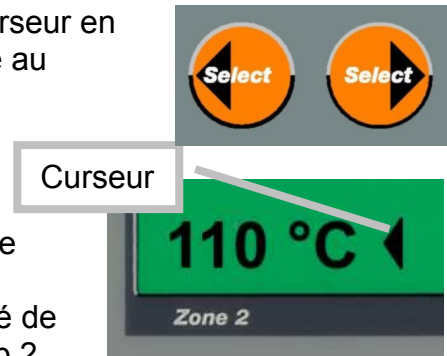 rseur en
e au
Select Select
Curseur
e
110 °C
é de
Zone 2